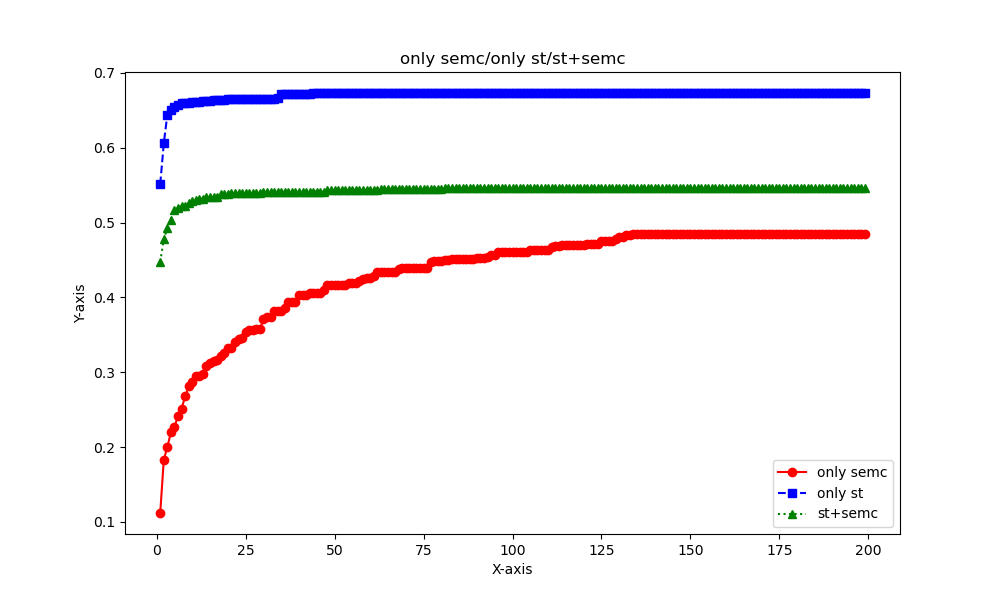 only semc/only st/st+semc
Y-axis
0.7
0.6
0.5
0.4
0.3
0.2
0.1
only semc
only st
st+semc
0 25 50 75 100 125 150 175 200
X-axis